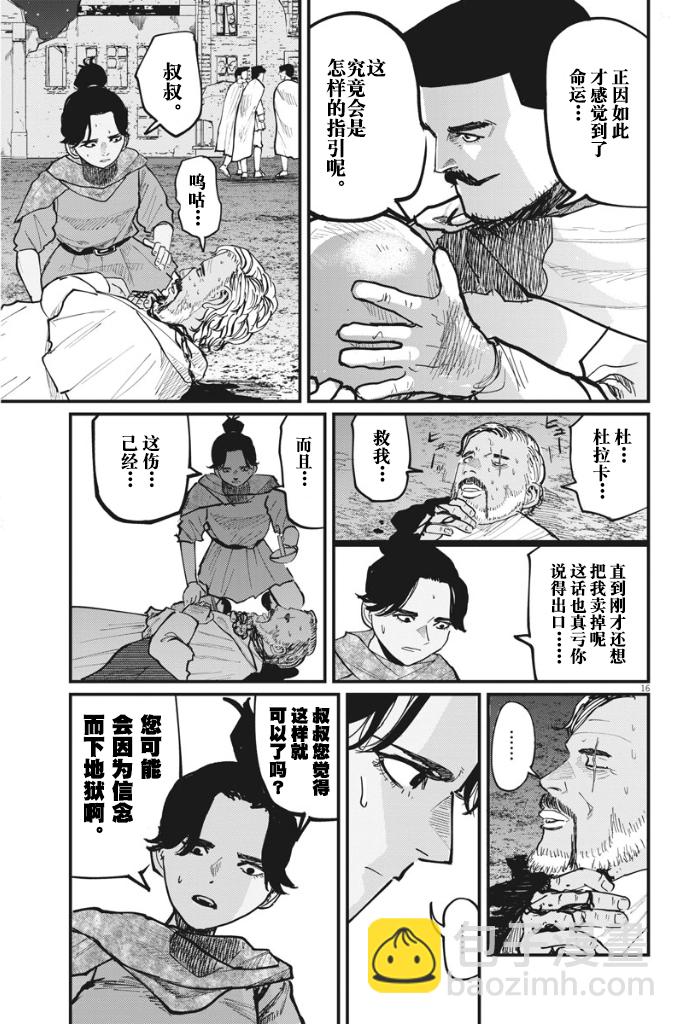 正因如此
才感觉到了
命运…
这
究竟会是
怎样的指引呢。
叔叔。
呜咕…
杜…
杜拉卡…
救我…
直到刚才还想
把我卖掉呢
这话也真亏你
说得出口……
而且…
这伤…
已经…
16
……
叔叔您觉得
这样就
可以了吗？
您可能
会因为信念
而下地狱啊。
包子漫畫
baozimh.com